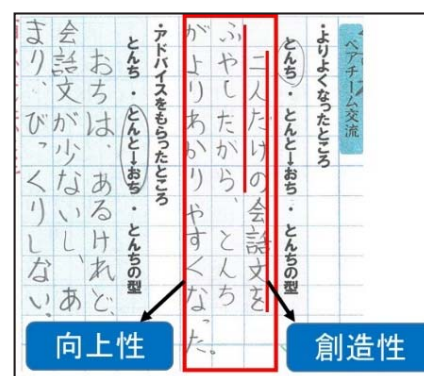 ペアチーム交流
・よりよくなったところ
とんち ・ とんと→おち ・ とんちの型
二人だけの会話文を
ふやしたがら、とんち
がよりわかりやすくなった。
・アドバイスをもらったところ
とんち ・ とんと→おち ・ とんちの型
おちは、あるけれど、
会話文が少ないし、あ
まり、びっくりしない。
向上性
創造性